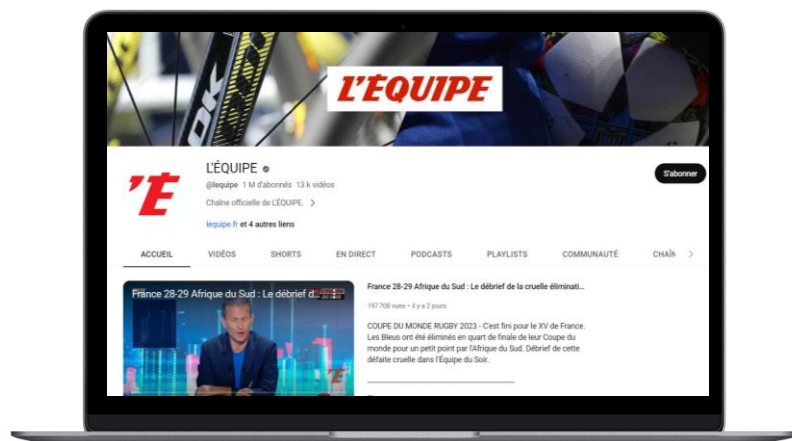 OK
L'ÉQUIPE
'É
L'ÉQUIPE
@lequipe 1 M d'abonnés 13 k vidéos
Chaîne officielle de L'ÉQUIPE.
lequipe.fr et 4 autres liens
S'abonner
ACCUEIL VIDÉOS SHORTS EN DIRECT PODCASTS PLAYLISTS COMMUNAUTÉ CHAÎN
France 28-29 Afrique du Sud : Le débrief d...
'É
France 28-29 Afrique du Sud : Le débrief de la cruelle éliminati...
197 708 vues • il y a 2 jours
COUPE DU MONDE RUGBY 2023 - C'est fini pour le XV de France.
Les Bleus ont été éliminés en quart de finale de leur Coupe du
monde pour un petit point par l'Afrique du Sud. Débrief de cette
défaite cruelle dans l'Équipe du Soir.